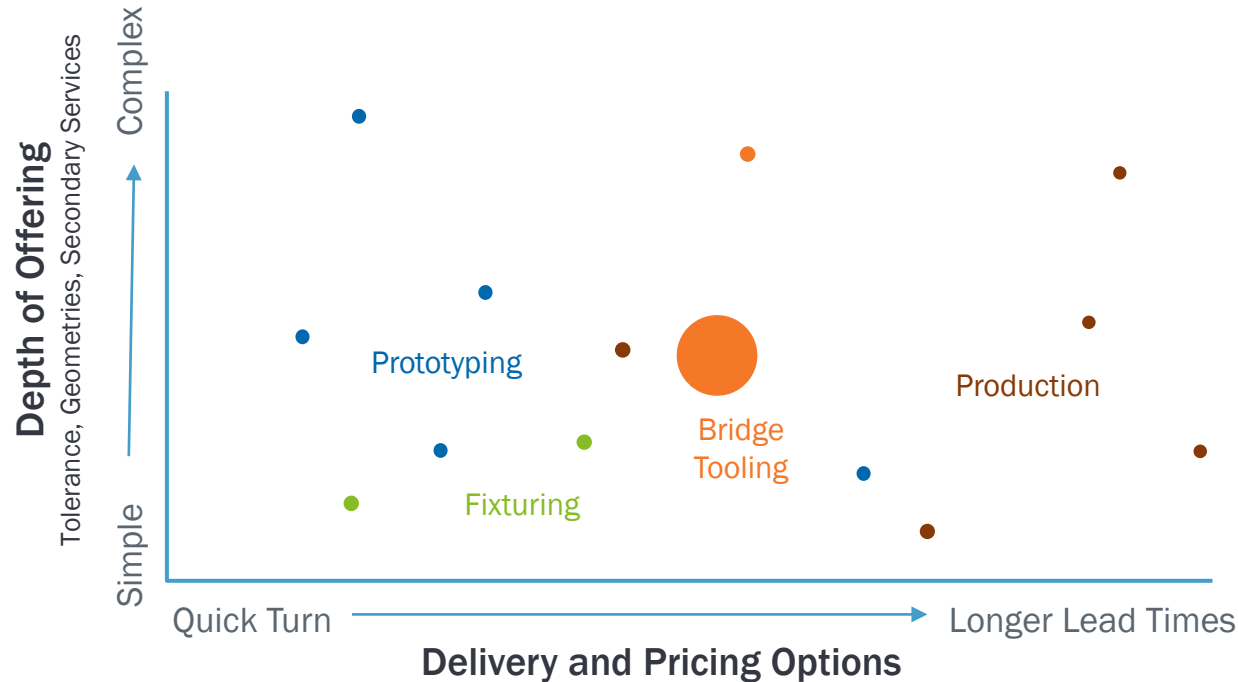 Depth of Offering
Tolerance, Geometries, Secondary Services
Complex
Simple
Prototyping
Fixturing
Bridge
Tooling
Production
Quick Turn
Longer Lead Times
Delivery and Pricing Options